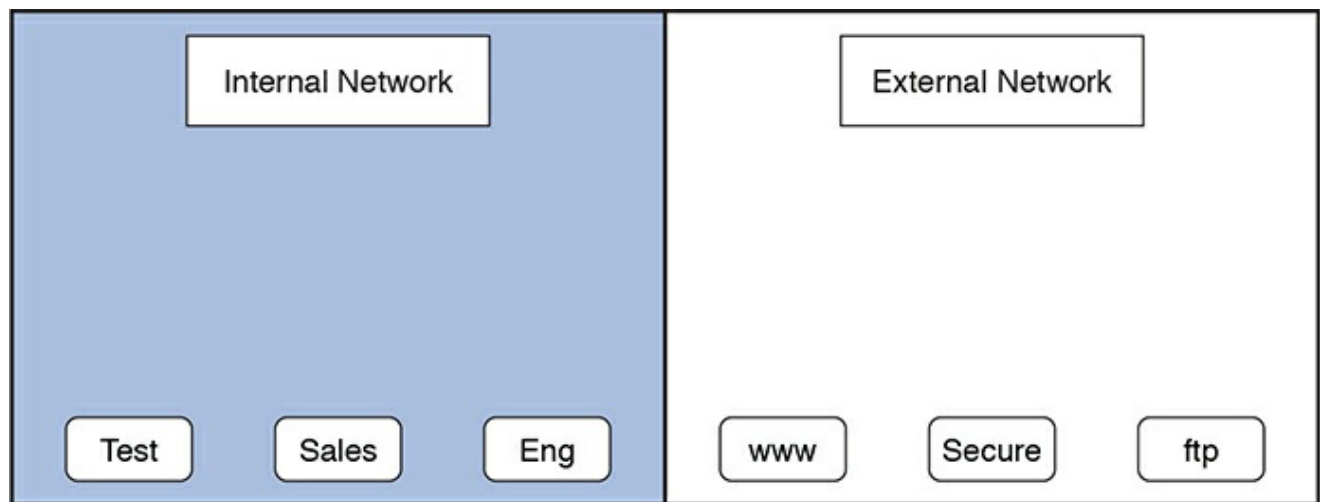 Internal Network
External Network
Test
Sales
Eng
www
Secure
ftp